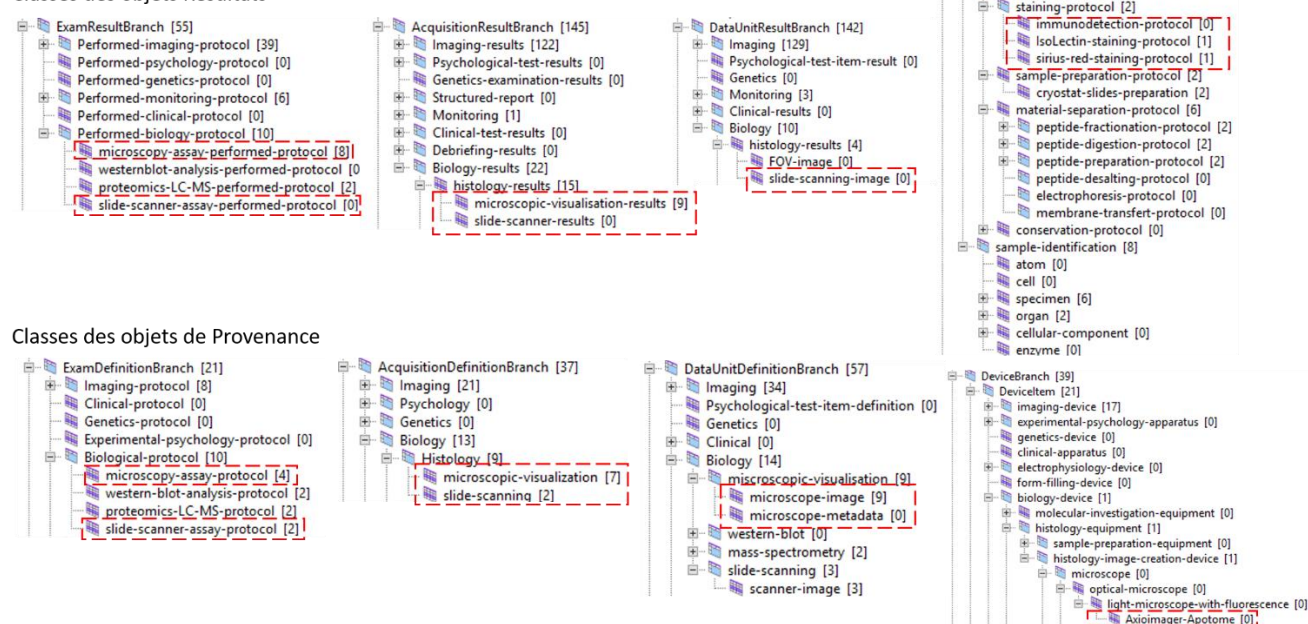 Classes des objets Résultats
ExamResultBranch [55]
Performed-imaging-protocol [39]
Performed-psychology-protocol [0]
Performed-genetics-protocol [0]
Performed-monitoring-protocol [6]
Performed-clinical-protocol [0]
Performed-biology-protocol [10]
microscopy-assay-performed-protocol [8]
westernblot-analysis-performed-protocol [0
proteomics-LC-MS-performed-protocol [2]
slide-scanner-assay-performed-protocol [0]
AcquisitionResultBranch [145]
Imaging-results [122]
Psychological-test-results [0]
Genetics-examination-results [0]
Structured-report [0]
Monitoring [1]
Clinical-test-results [0]
Debriefing-results [0]
Biology-results [22]
histology-results [15]
microscopic-visualisation-results [9]
slide-scanner-results [0]
DataUnitResultBranch [142]
Imaging [129]
Psychological-test-item-result [0]
Genetics [0]
Monitoring [3]
Clinical-results [0]
Biology [10]
histology-results [4]
FOV-image [0]
slide-scanning-image [0]
staining-protocol [2]
immunodetection-protocol [0]
IsoLectin-staining-protocol [1]
sirius-red-staining-protocol [1]
sample-preparation-protocol [2]
cryostat-slides-preparation [2]
material-separation-protocol [6]
peptide-fractionation-protocol [2]
peptide-digestion-protocol [2]
peptide-preparation-protocol [2]
peptide-desalting-protocol [0]
electrophoresis-protocol [0]
membrane-transfert-protocol [0]
conservation-protocol [0]
sample-identification [8]
atom [0]
cell [0]
specimen [6]
organ [2]
cellular-component [0]
enzyme [0]
Classes des objets de Provenance
ExamDefinitionBranch [21]
Imaging-protocol [8]
Clinical-protocol [0]
Genetics-protocol [0]
Experimental-psychology-protocol [0]
Biological-protocol [10]
microscopy-assay-protocol [4]
western-blot-analysis-protocol [2]
proteomics-LC-MS-protocol [2]
slide-scanner-assay-protocol [2]
AcquisitionDefinitionBranch [37]
Imaging [21]
Psychology [0]
Genetics [0]
Biology [13]
Histology [9]
microscopic-visualization [7]
slide-scanning [2]
DataUnitDefinitionBranch [57]
Imaging [34]
Psychological-test-item-definition [0]
Genetics [0]
Clinical [0]
Biology [14]
miscroscopic-visualisation [9]
microscope-image [9]
microscope-metadata [0]
western-blot [0]
mass-spectrometry [2]
slide-scanning [3]
scanner-image [3]
DeviceBranch [39]
DeviceItem [21]
imaging-device [17]
experimental-psychology-apparatus [0]
genetics-device [0]
clinical-apparatus [0]
electrophysiology-device [0]
form-filling-device [0]
biology-device [1]
molecular-investigation-equipment [0]
histology-equipment [1]
sample-preparation-equipment [0]
histology-image-creation-device [1]
microscope [0]
optical-microscope [0]
light-microscope-with-fluorescence [0]
Axioimager-Apotome [0]